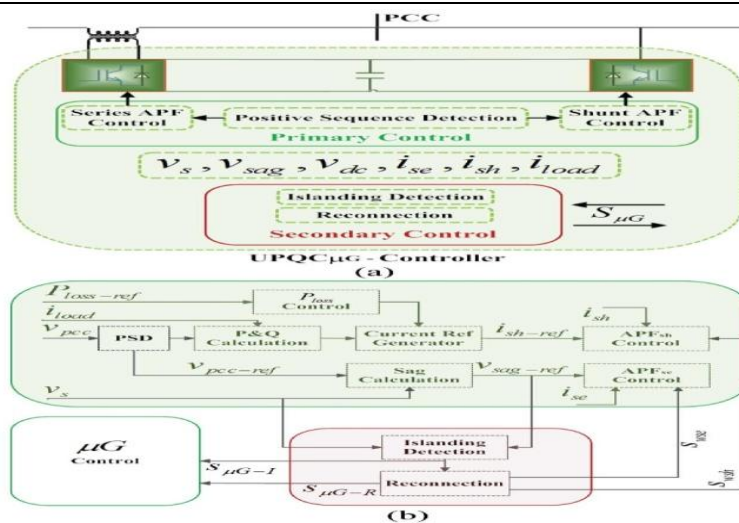 PCC
Series APF
Control
Positive Sequence Detection
Shunt APF
Control
Primary Control
v_s , v_sag , v_dc , i_se , i_sh , i_load
Islanding Detection
Reconnection
Secondary Control
S_μG
UPQCμG - Controller
(a)
P_loss-ref
P_loss
Control
i_load
v_pcc
PSD
P&Q
Calculation
Current Ref
Generator
i_sh-ref
i_sh
APF_sh
Control
v_pcc-ref
Sag
Calculation
v_sag-ref
APF_se
Control
v_s
i_se
μG
Control
Islanding
Detection
S_μG-I
Reconnection
S_μG-R
S_wse
S_wsh
(b)